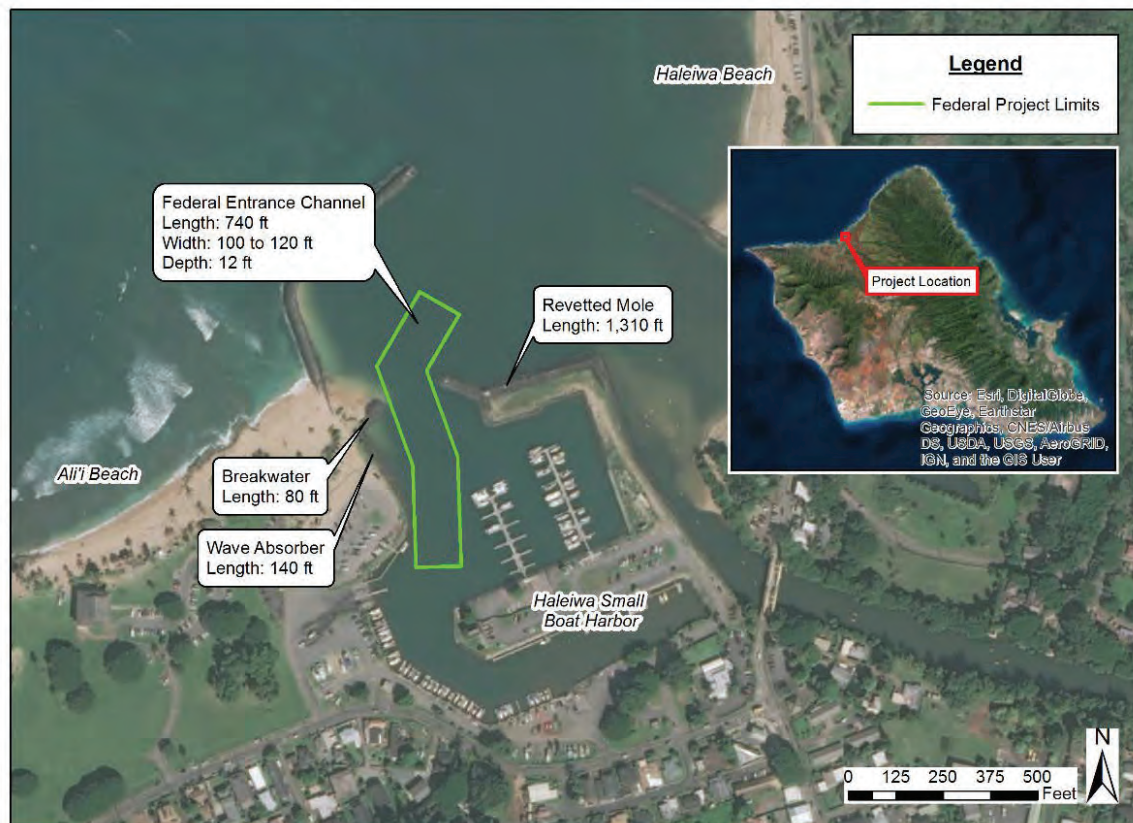 Haleiwa Beach
Legend
Federal Project Limits
Federal Entrance Channel
Length: 740 ft
Width: 100 to 120 ft
Depth: 12 ft
Project Location
Revetted Mole
Length: 1,310 ft
Source: Esri, DigitalGlobe,
GeoEye, Earthstar
Geographics, CNES/Airbus
DS, USDA, USGS, AeroGRID,
IGN, and the GIS User
Ali'i Beach
Breakwater
Length: 80 ft
Wave Absorber
Length: 140 ft
Haleiwa Small
Boat Harbor
N
0 125 250 375 500
Feet